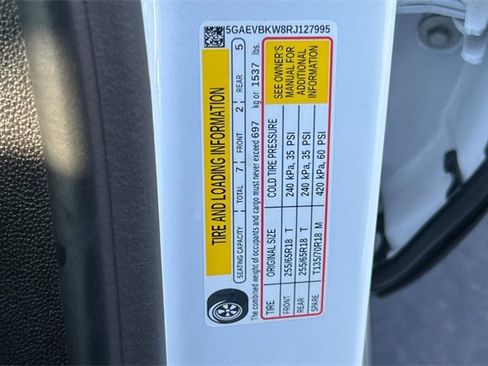 5GAEVBKW8RJ127995
TIRE AND LOADING INFORMATION
SEATING CAPACITY TOTAL 7 FRONT 2 REAR 5
The combined weight of occupants and cargo must never exceed 697 kg or 1537 lbs.
TIRE ORIGINAL SIZE COLD TIRE PRESSURE
FRONT 255/65R18 T 240 kPa, 35 PSI
REAR 255/65R18 T 240 kPa, 35 PSI
SPARE T135/70R18 M 420 kPa, 60 PSI
SEE OWNER'S
MANUAL FOR
ADDITIONAL
INFORMATION